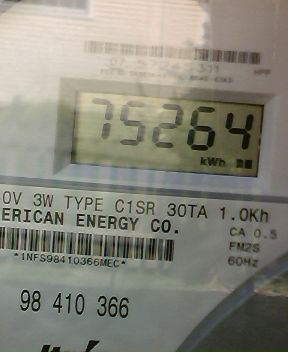 75264
kWh
0V 3W TYPE C1SR 30TA 1.0Kh
ERICAN ENERGY CO.
CA 0.5
FM2S
60Hz
*1NFS98410366MEC*
98 410 366